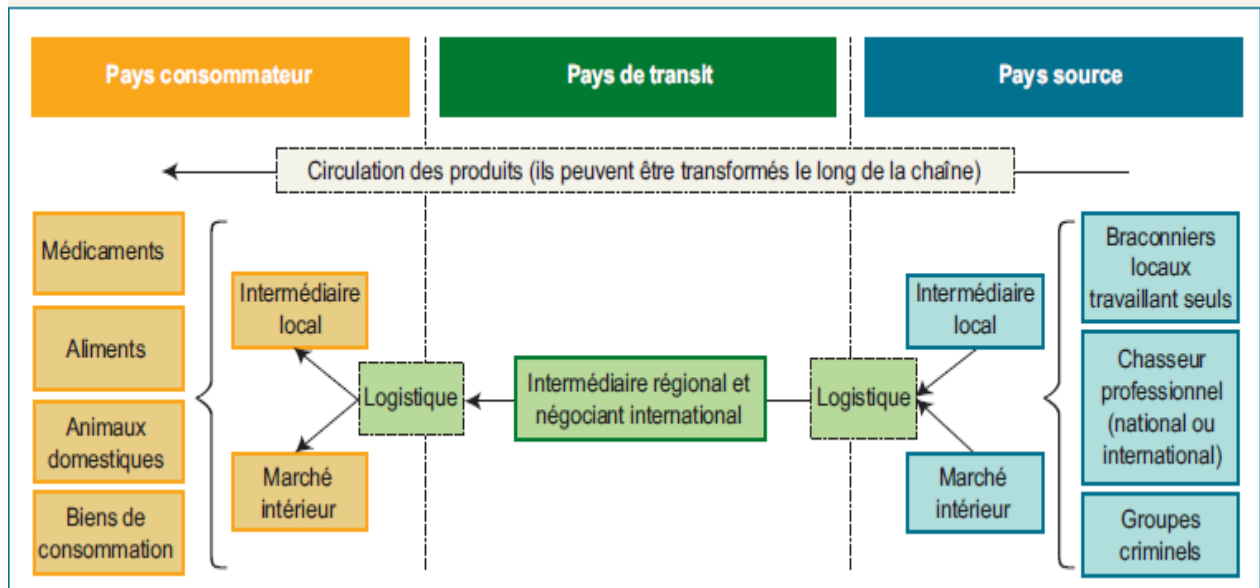 Pays consommateur
Pays de transit
Pays source
Circulation des produits (ils peuvent être transformés le long de la chaîne)
Médicaments
Aliments
Animaux
domestiques
Biens de
consommation
Intermédiaire
local
Marché
intérieur
Logistique
Intermédiaire régional et
négociant international
Logistique
Intermédiaire
local
Marché
intérieur
Braconniers
locaux
travaillant seuls
Chasseur
professionnel
(national ou
international)
Groupes
criminels